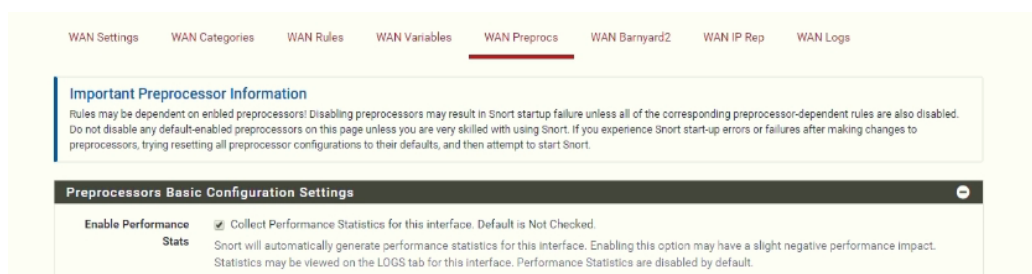 WAN Settings WAN Categories WAN Rules WAN Variables WAN Preprocs WAN Barnyard2 WAN IP Rep WAN Logs
Important Preprocessor Information
Rules may be dependent on enbled preprocessors! Disabling preprocessors may result in Snort startup failure unless all of the corresponding preprocessor-dependent rules are also disabled.
Do not disable any default-enabled preprocessors on this page unless you are very skilled with using Snort. If you experience Snort start-up errors or failures after making changes to
preprocessors, trying resetting all preprocessor configurations to their defaults, and then attempt to start Snort.
Preprocessors Basic Configuration Settings
Enable Performance Stats
Collect Performance Statistics for this interface. Default is Not Checked.
Snort will automatically generate performance statistics for this interface. Enabling this option may have a slight negative performance impact.
Statistics may be viewed on the LOGS tab for this interface. Performance Statistics are disabled by default.